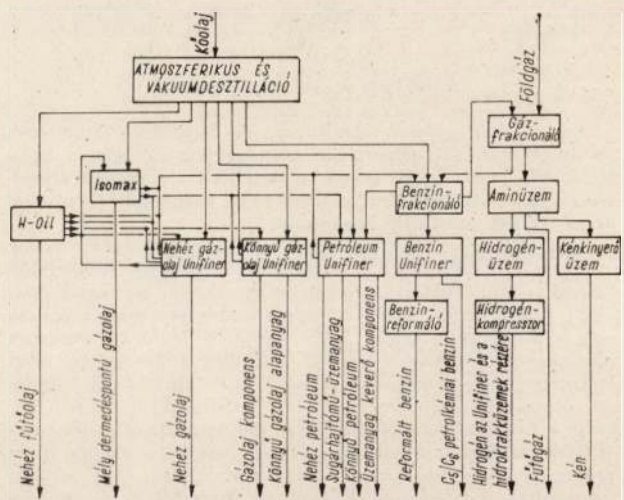 Kőolaj
ATMOSZFERIKUS ÉS
VÁKUUMDESZTILLÁCIÓ
Földgáz
Gáz-
frakcionáló
Isomax
Benzin-
frakcionáló
Aminüzem
H-Oil
Nehéz gáz-
olaj Unifiner
Könnyű gáz-
olaj Unifiner
Petróleum
Unifiner
Benzin
Unifiner
Hidrogén-
üzem
Kénkinyerő
üzem
Benzin-
reformáló
Hidrogén-
kompresszor
Nehéz fűtőolaj
Mély dermedéspontú gázolaj
Nehéz gázolaj
Gázolaj komponens
Könnyű gázolaj alapanyag
Nehéz petróleum
Sugárhajtómű-üzemanyag
Könnyű petróleum
Üzemanyag keverő komponens
Reformált benzin
C5/C6 petrolkémiai benzin
Hidrogén az Unifiner és a
hidrokrakküzemek részére
Fűtőgáz
Kén